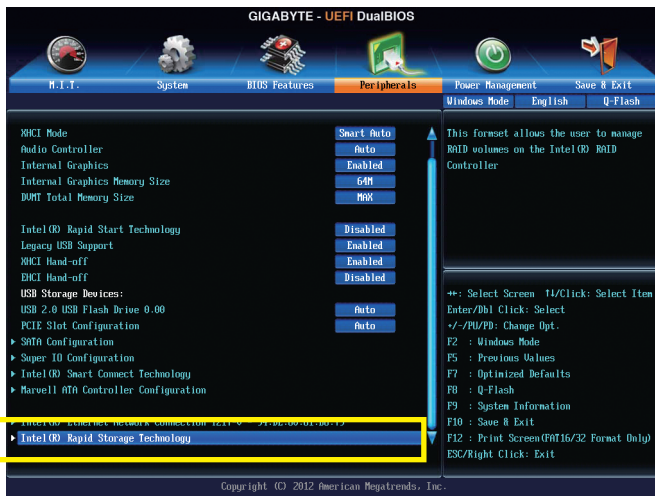 GIGABYTE - UEFI DualBIOS
M.I.T. System BIOS Features Peripherals Power Management Save & Exit
Windows Mode English Q-Flash
XHCI Mode Smart Auto
Audio Controller Auto
Internal Graphics Enabled
Internal Graphics Memory Size 64M
DVMT Total Memory Size MAX
Intel(R) Rapid Start Technology Disabled
Legacy USB Support Enabled
XHCI Hand-off Enabled
EHCI Hand-off Disabled
USB Storage Devices:
USB 2.0 USB Flash Drive 0.00 Auto
PCIE Slot Configuration Auto
SATA Configuration
Super IO Configuration
Intel(R) Smart Connect Technology
Marvell ATA Controller Configuration
Intel(R) Ethernet Network Connection
Intel(R) Rapid Storage Technology
This formset allows the user to manage
RAID volumes on the Intel(R) RAID
Controller
↔: Select Screen ↑↓/Click: Select Item
Enter/Dbl Click: Select
+/-/PU/PD: Change Opt.
F2 : Windows Mode
F5 : Previous Values
F7 : Optimized Defaults
F8 : Q-Flash
F9 : System Information
F10 : Save & Exit
F12 : Print Screen(FAT16/32 Format Only)
ESC/Right Click: Exit
Copyright (C) 2012 American Megatrends, Inc.